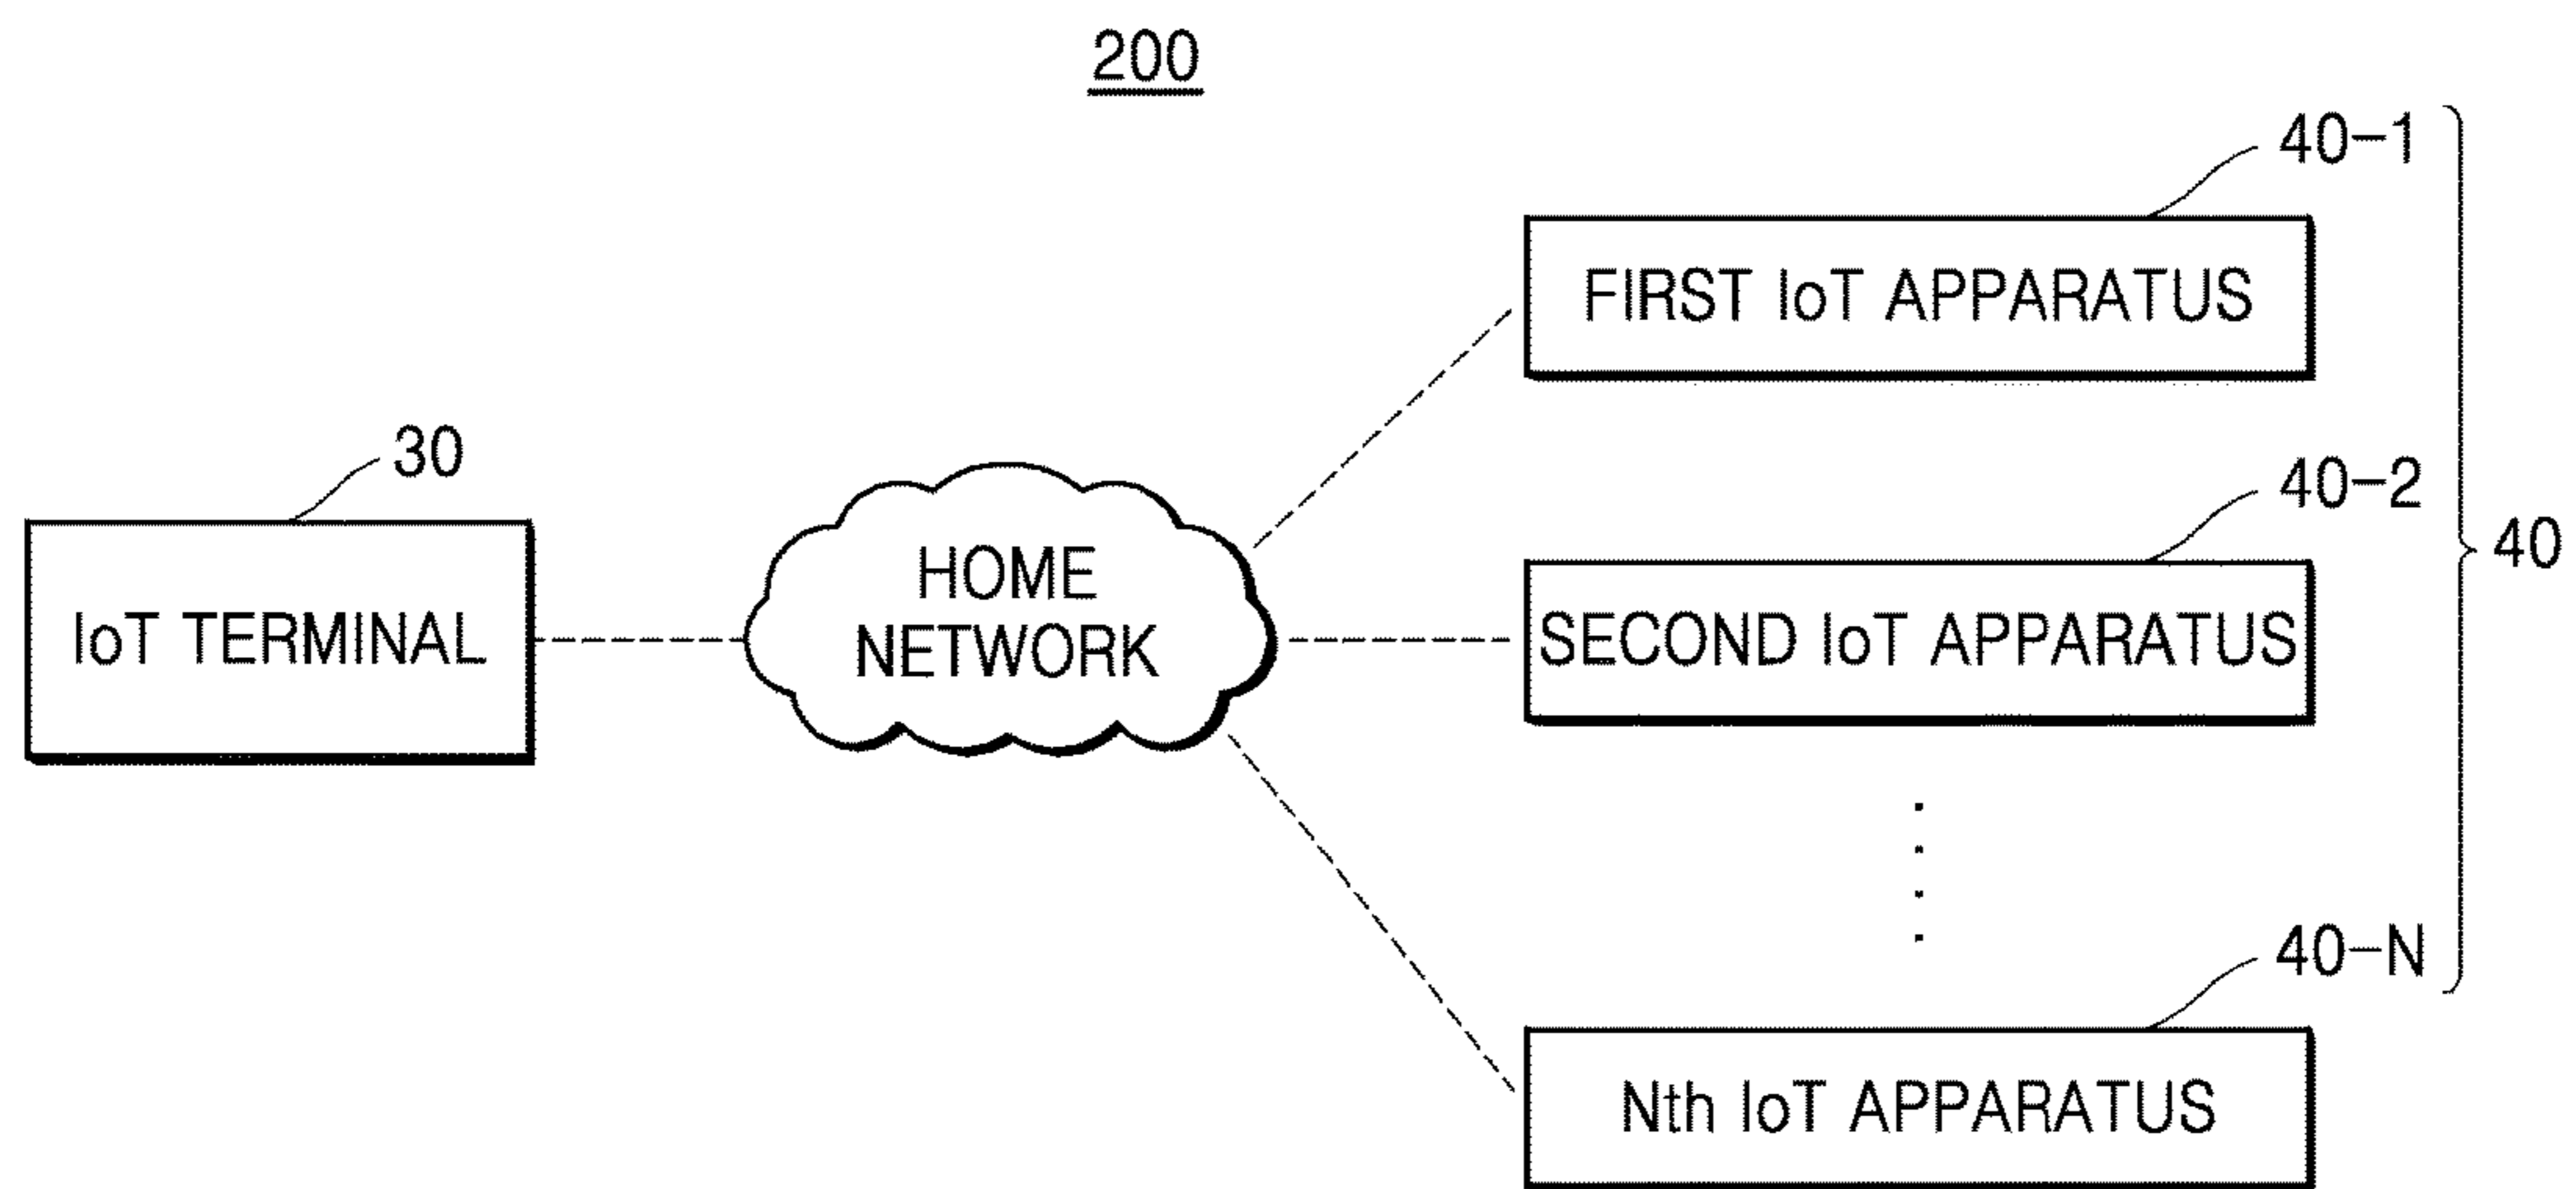 200
40-1
FIRST IoT APPARATUS
30
40-2
IoT TERMINAL
HOME
NETWORK
SECOND IoT APPARATUS
40
40-N
Nth IoT APPARATUS